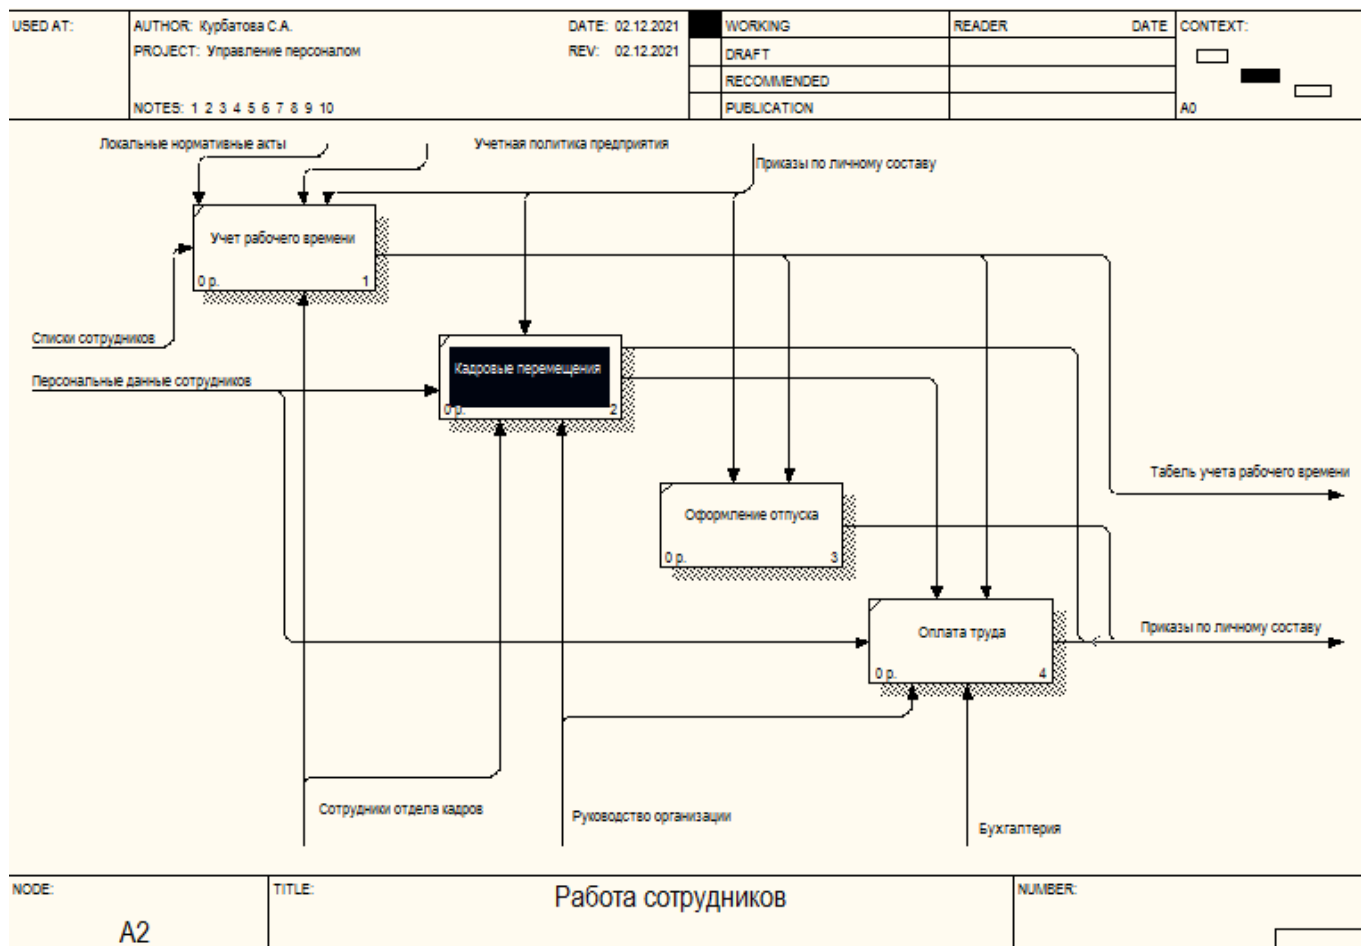 USED AT:
AUTHOR: Курбатова С.А.
DATE: 02.12.2021
WORKING
READER
DATE
CONTEXT:
PROJECT: Управление персоналом
REV: 02.12.2021
DRAFT
RECOMMENDED
NOTES: 1 2 3 4 5 6 7 8 9 10
PUBLICATION
A0
Локальные нормативные акты
Учетная политика предприятия
Приказы по личному составу
Учет рабочего времени
0 р.
1
Списки сотрудников
Персональные данные сотрудников
Кадровые перемещения
0 р.
2
Табель учета рабочего времени
Оформление отпуска
0 р.
3
Оплата труда
0 р.
4
Приказы по личному составу
Сотрудники отдела кадров
Руководство организации
Бухгалтерия
NODE:
TITLE:
Работа сотрудников
NUMBER:
A2